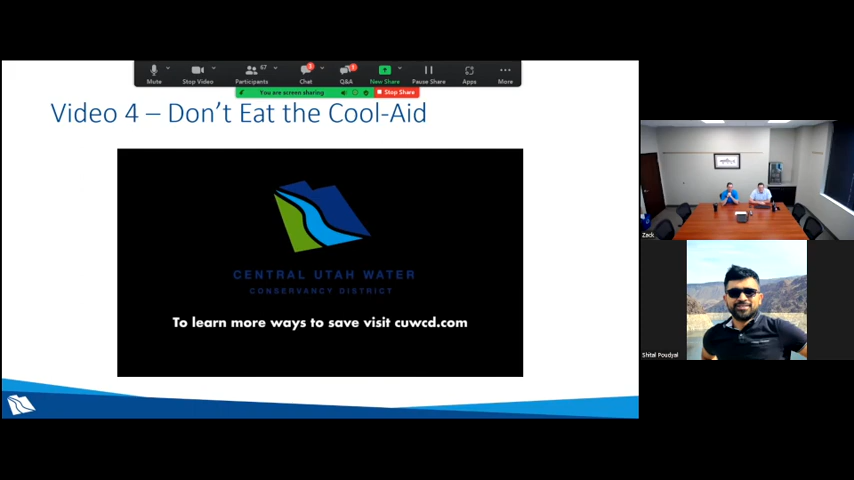 67
3
1
Mute
Stop Video
Participants
Chat
Q&A
New Share
Pause Share
Apps
More
You are screen sharing
Stop Share
Video 4 – Don't Eat the Cool-Aid
CENTRAL UTAH WATER
CONSERVANCY DISTRICT
To learn more ways to save visit cuwcd.com
Zack
Shital Poudyal